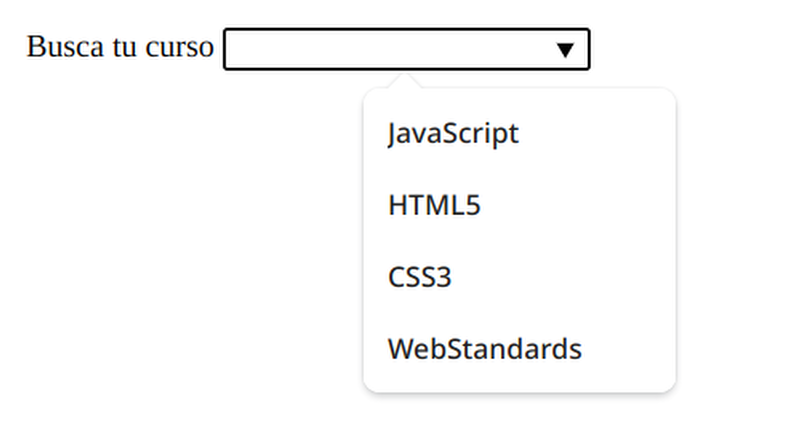 Busca tu curso
JavaScript
HTML5
CSS3
WebStandards